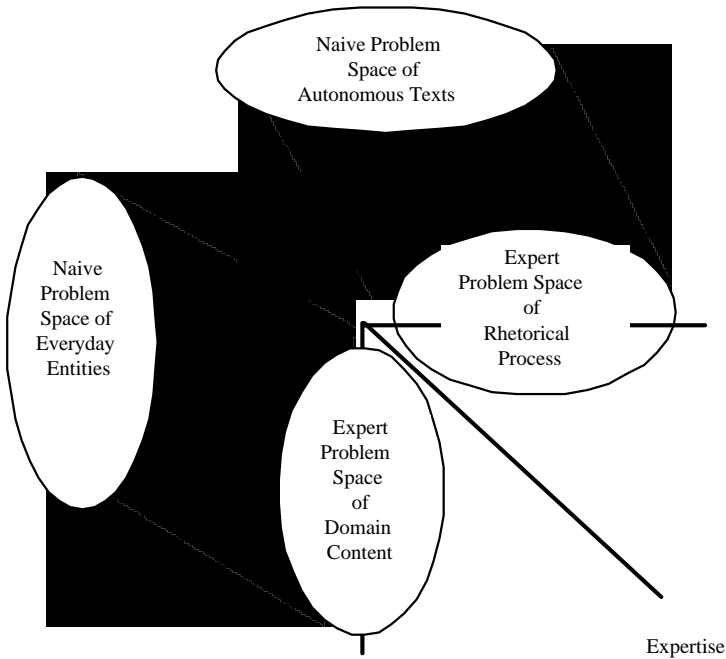 Naive Problem
Space of
Autonomous Texts
Naive
Problem
Space of
Everyday
Entities
Expert
Problem Space
of
Rhetorical
Process
Expert
Problem
Space
of
Domain
Content
Expertise